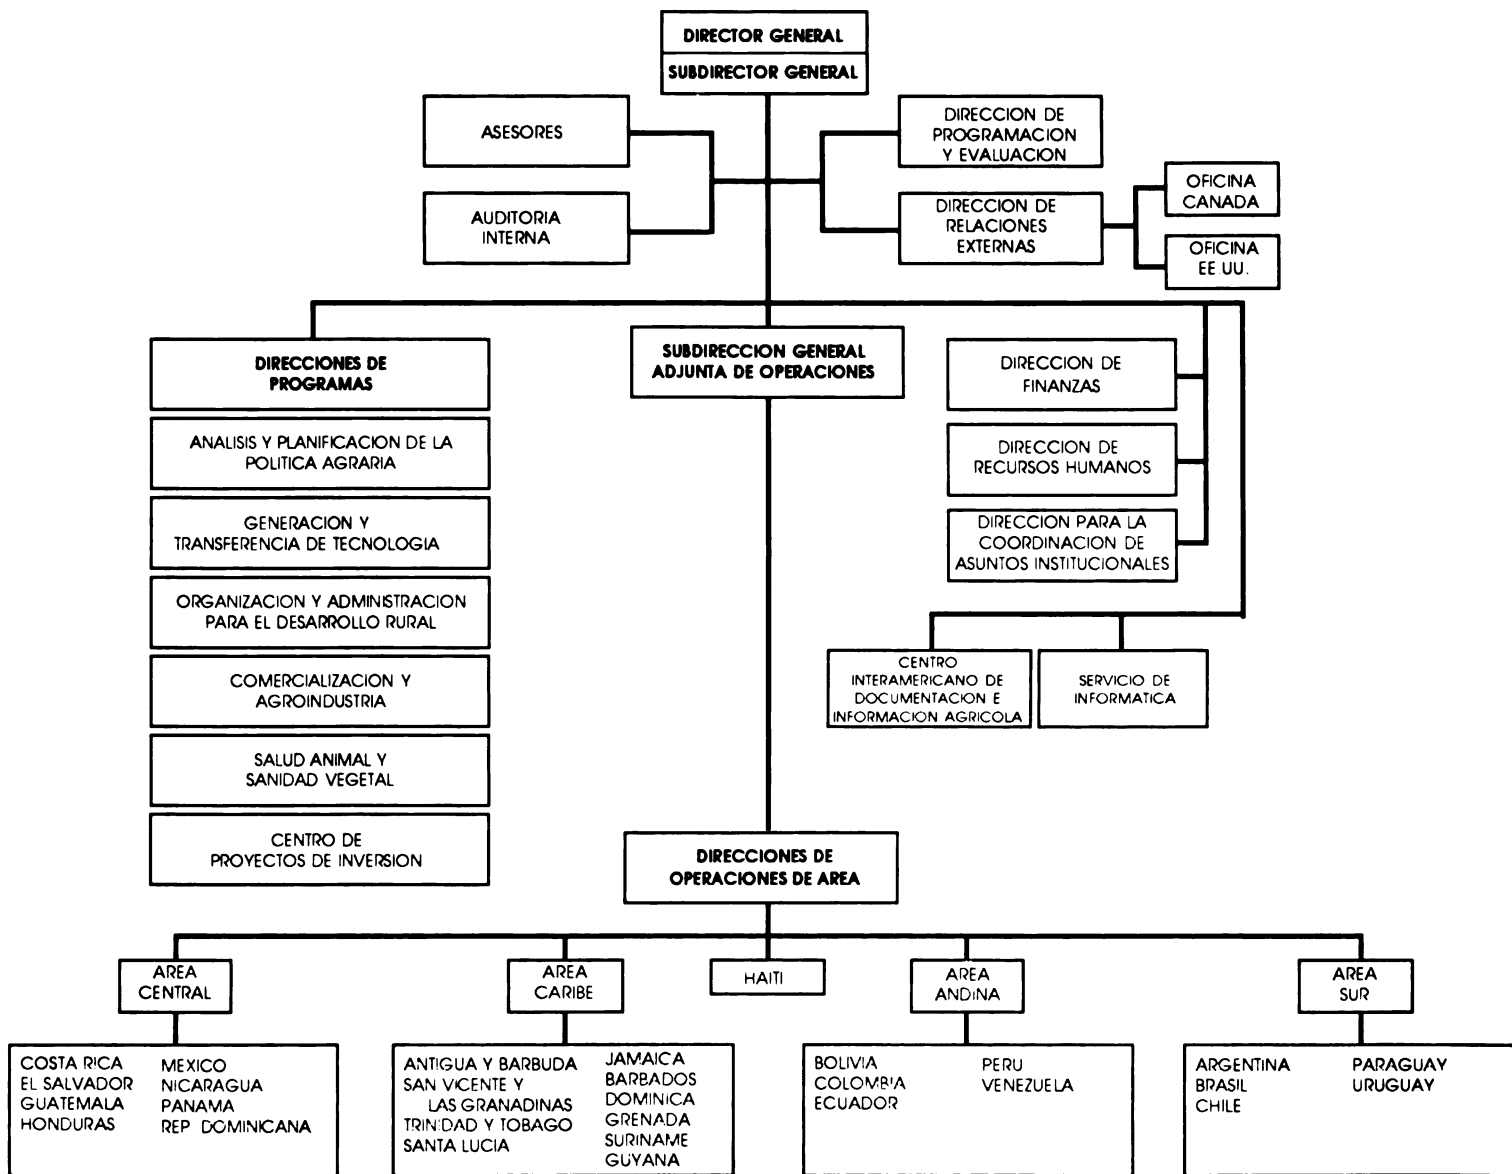 DIRECTOR GENERAL
SUBDIRECTOR GENERAL
ASESORES
AUDITORIA
INTERNA
DIRECCION DE
PROGRAMACION
Y EVALUACION
DIRECCION DE
RELACIONES
EXTERNAS
OFICINA
CANADA
OFICINA
EE.UU.
DIRECCIONES DE
PROGRAMAS
ANALISIS Y PLANIFICACION DE LA
POLITICA AGRARIA
GENERACION Y
TRANSFERENCIA DE TECNOLOGIA
ORGANIZACION Y ADMINISTRACION
PARA EL DESARROLLO RURAL
COMERCIALIZACION Y
AGROINDUSTRIA
SALUD ANIMAL Y
SANIDAD VEGETAL
CENTRO DE
PROYECTOS DE INVERSION
SUBDIRECCION GENERAL
ADJUNTA DE OPERACIONES
DIRECCION DE
FINANZAS
DIRECCION DE
RECURSOS HUMANOS
DIRECCION PARA LA
COORDINACION DE
ASUNTOS INSTITUCIONALES
CENTRO
INTERAMERICANO DE
DOCUMENTACION E
INFORMACION AGRICOLA
SERVICIO DE
INFORMATICA
DIRECCIONES DE
OPERACIONES DE AREA
AREA
CENTRAL
COSTA RICA
EL SALVADOR
GUATEMALA
HONDURAS
MEXICO
NICARAGUA
PANAMA
REP DOMINICANA
AREA
CARIBE
ANTIGUA Y BARBUDA
SAN VICENTE Y
LAS GRANADINAS
TRINIDAD Y TOBAGO
SANTA LUCIA
JAMAICA
BARBADOS
DOMINICA
GRENADA
SURINAME
GUYANA
HAITI
AREA
ANDINA
BOLIVIA
COLOMBIA
ECUADOR
PERU
VENEZUELA
AREA
SUR
ARGENTINA
BRASIL
CHILE
PARAGUAY
URUGUAY